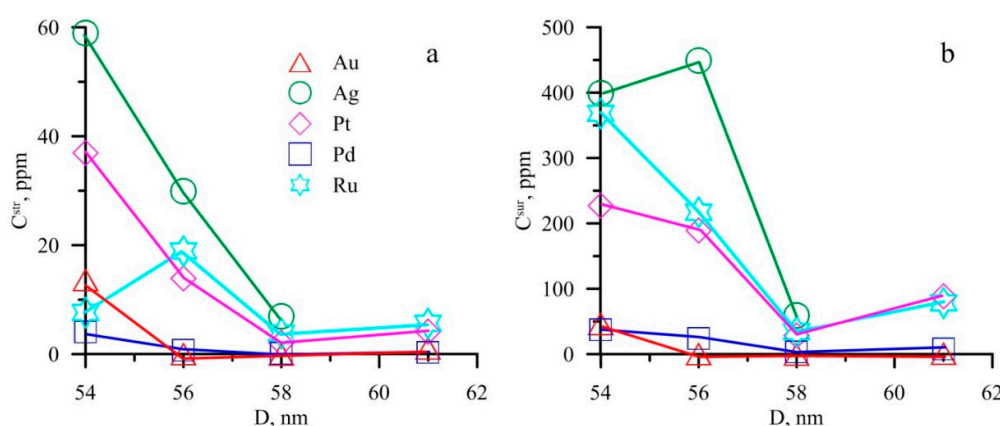 a
60
40
20
0
C^str, ppm
54 56 58 60 62
D, nm
Au
Ag
Pt
Pd
Ru
b
500
400
300
200
100
0
C^sur, ppm
54 56 58 60 62
D, nm